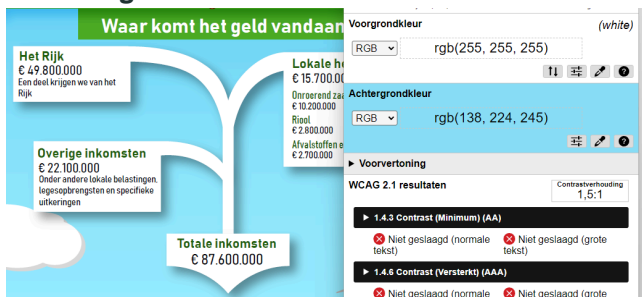 Waar komt het geld vandaan
Het Rijk
€ 49.800.000
Een deel krijgen we van het
Rijk
Lokale he
€ 15.700.00
Onroerend zaa
€ 10.200.000
Riool
€ 2.800.000
Afvalstoffen e
€ 2.700.000
Overige inkomsten
€ 22.100.000
Onder andere lokale belastingen,
legesopbrengsten en specifieke
uitkeringen
Totale inkomsten
€ 87.600.000
Voorgrondkleur (white)
RGB rgb(255, 255, 255)
Achtergrondkleur
RGB rgb(138, 224, 245)
Voorvertoning
WCAG 2.1 resultaten
Contrastverhouding
1,5:1
1.4.3 Contrast (Minimum) (AA)
Niet geslaagd (normale tekst)
Niet geslaagd (grote tekst)
1.4.6 Contrast (Versterkt) (AAA)
Niet geslaagd (normale
Niet geslaagd (grote